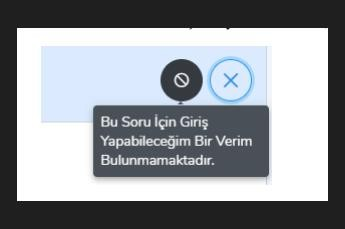 Bu Soru İçin Giriş
Yapabileceğim Bir Verim
Bulunmamaktadır.